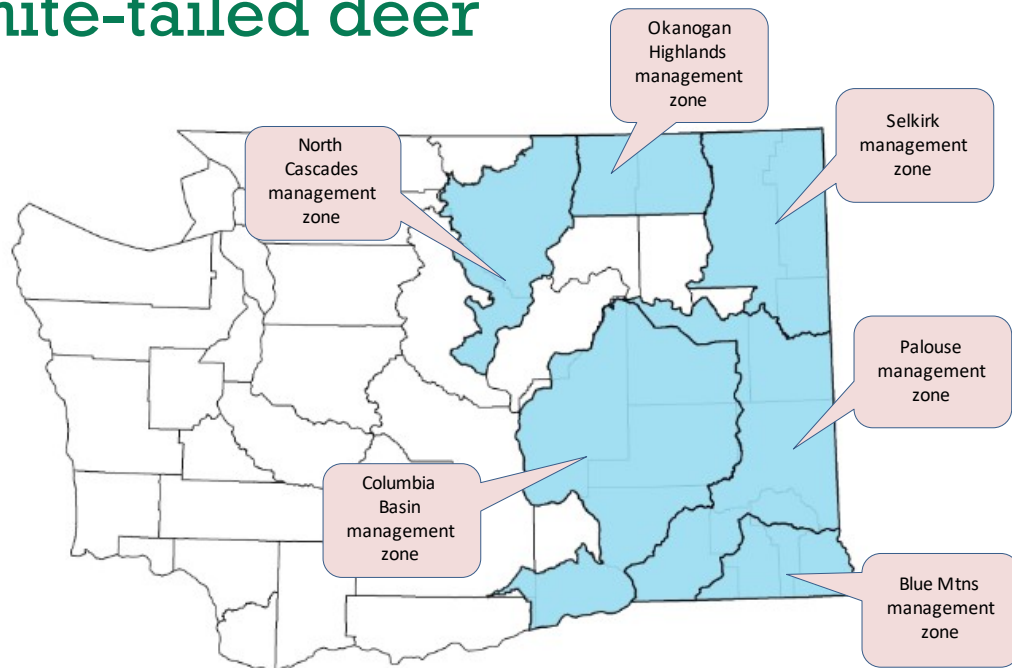 hite-tailed deer
Okanogan
Highlands
management
zone
Selkirk
management
zone
North
Cascades
management
zone
Palouse
management
zone
Columbia
Basin
management
zone
Blue Mtns
management
zone